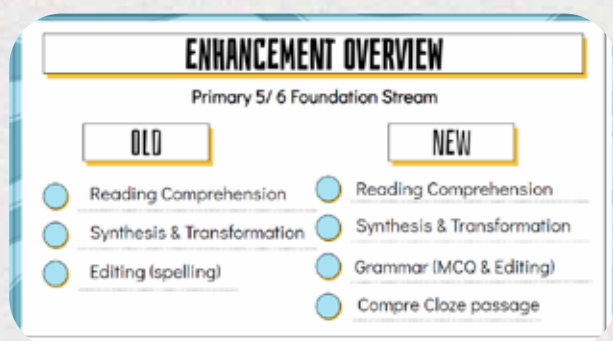 ENHANCEMENT OVERVIEW
Primary 5/ 6 Foundation Stream
OLD
Reading Comprehension
Synthesis & Transformation
Editing (spelling)
NEW
Reading Comprehension
Synthesis & Transformation
Grammar (MCQ & Editing)
Compre Cloze passage